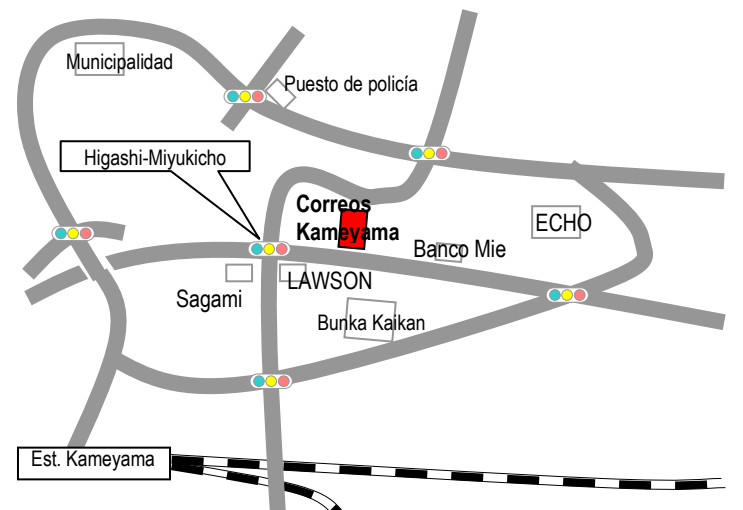 Municipalidad
Puesto de policía
Higashi-Miyukicho
Correos
Kameyama
ECHO
Banco Mie
LAWSON
Sagami
Bunka Kaikan
Est. Kameyama